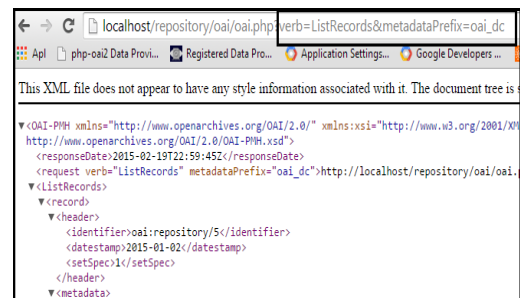 localhost/repository/oai/oai.php?verb=ListRecords&metadataPrefix=oai_dc
Apl php-oai2 Data Provi... Registered Data Pro... Application Settings... Google Developers ...
This XML file does not appear to have any style information associated with it. The document tree is
▼<OAI-PMH xmlns="http://www.openarchives.org/OAI/2.0/" xmlns:xsi="http://www.w3.org/2001/XM
http://www.openarchives.org/OAI/2.0/OAI-PMH.xsd">
<responseDate>2015-02-19T22:59:45Z</responseDate>
<request verb="ListRecords" metadataPrefix="oai_dc">http://localhost/repository/oai/oai.p
▼<ListRecords>
▼<record>
▼<header>
<identifier>oai:repository/5</identifier>
<datestamp>2015-01-02</datestamp>
<setSpec>1</setSpec>
</header>
▼<metadata>